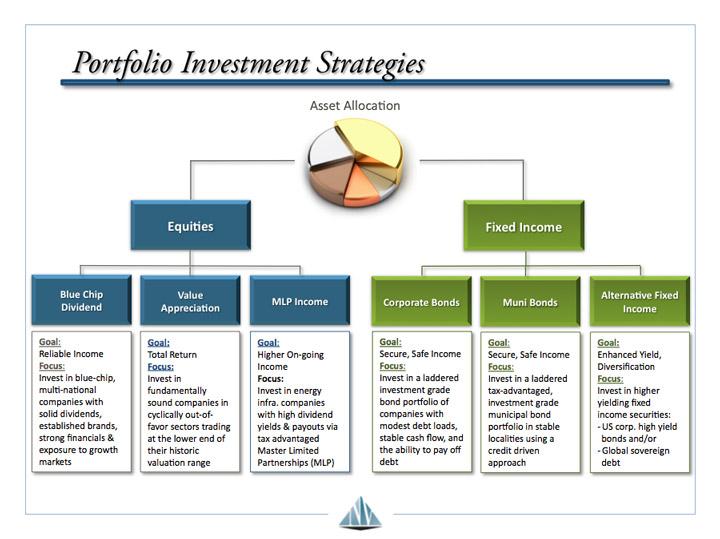 Portfolio Investment Strategies
Asset Allocation
Equities
Fixed Income
Blue Chip
Dividend
Value
Appreciation
MLP Income
Corporate Bonds
Muni Bonds
Alternative Fixed
Income
Goal:
Reliable Income
Focus:
Invest in blue-chip,
multi-national
companies with
solid dividends,
established brands,
strong financials &
exposure to growth
markets
Goal:
Total Return
Focus:
Invest in
fundamentally
sound companies in
cyclically out-of-
favor sectors trading
at the lower end of
their historic
valuation range
Goal:
Higher On-going
Income
Focus:
Invest in energy
infra. companies
with high dividend
yields & payouts via
tax advantaged
Master Limited
Partnerships (MLP)
Goal:
Secure, Safe Income
Focus:
Invest in a laddered
investment grade
bond portfolio of
companies with
modest debt loads,
stable cash flow, and
the ability to pay off
debt
Goal:
Secure, Safe Income
Focus:
Invest in a laddered
tax-advantaged,
investment grade
municipal bond
portfolio in stable
localities using a
credit driven
approach
Goal:
Enhanced Yield,
Diversification
Focus:
Invest in higher
yielding fixed
income securities:
- US corp. high yield
bonds and/or
- Global sovereign
debt